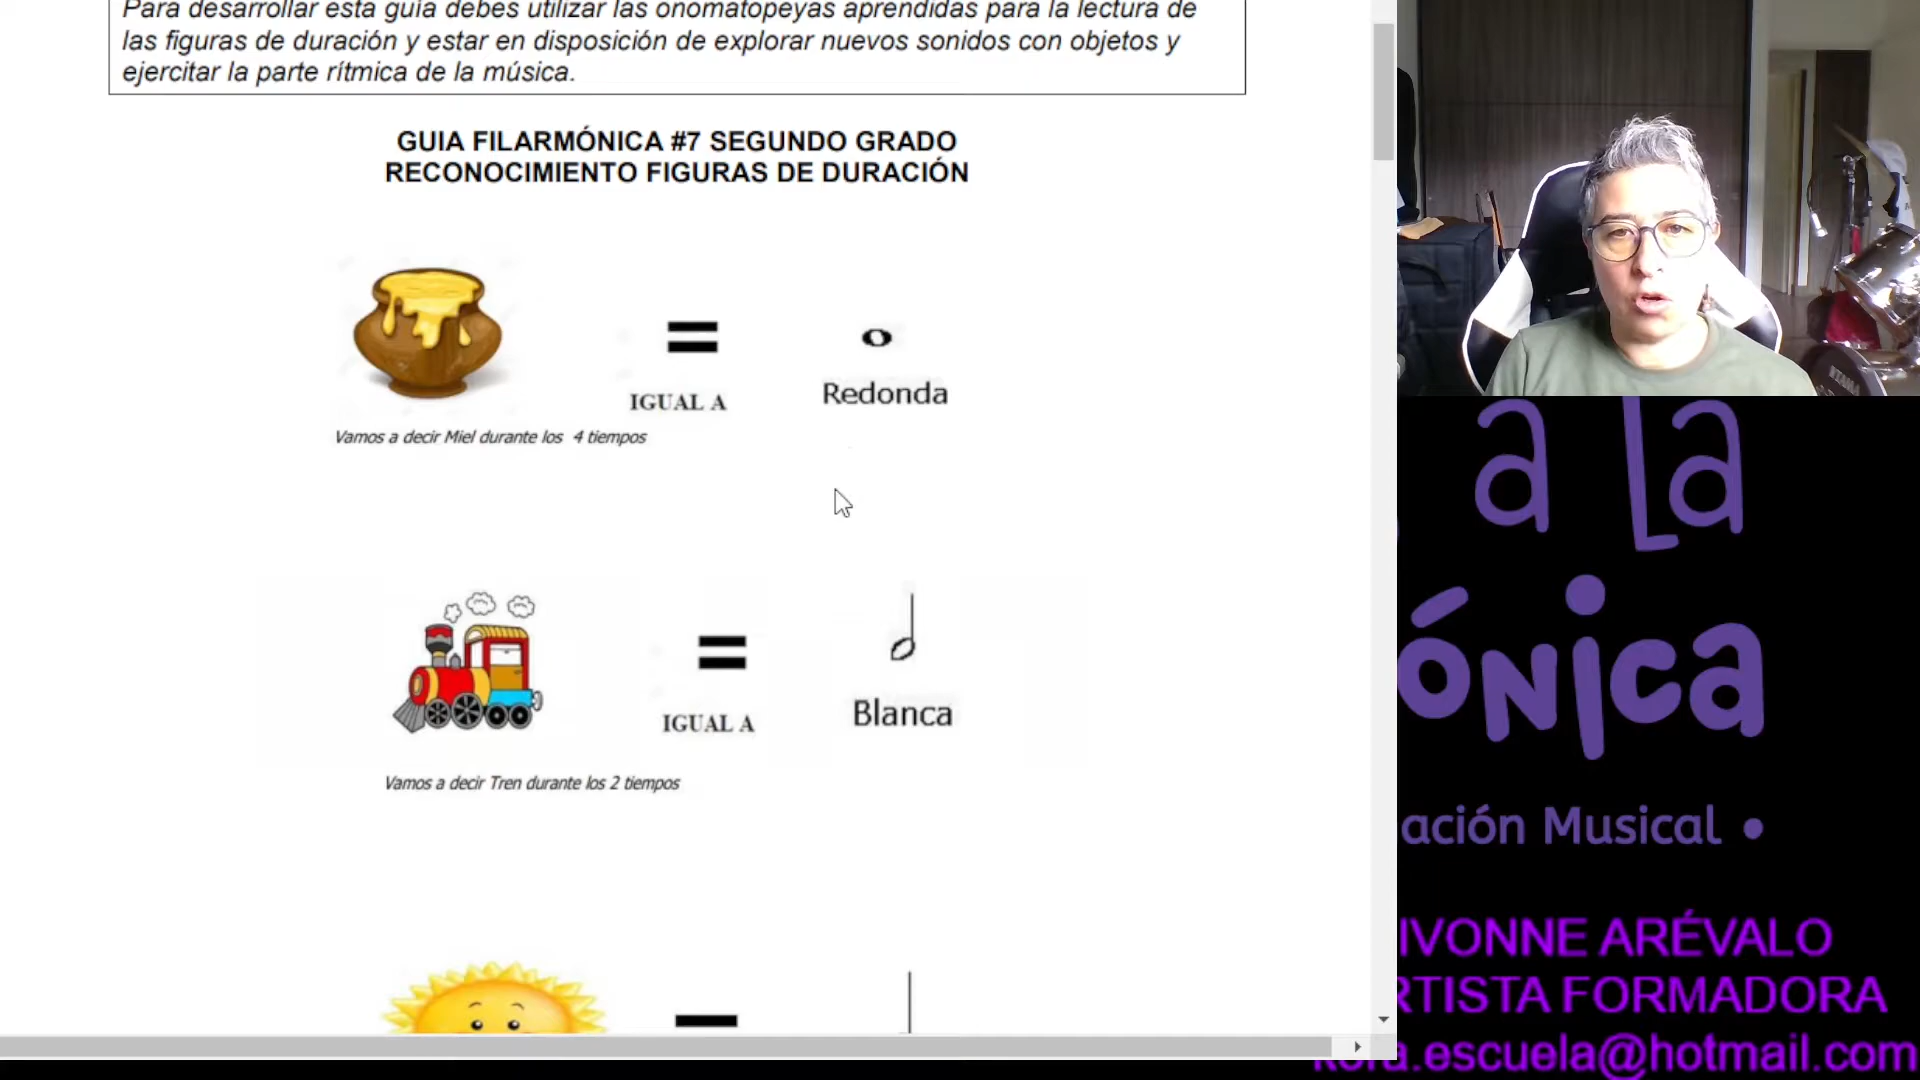 Para desarrollar esta guía debes utilizar las onomatopeyas aprendidas para la lectura de
las figuras de duración y estar en disposición de explorar nuevos sonidos con objetos y
ejercitar la parte rítmica de la música.
GUIA FILARMÓNICA #7 SEGUNDO GRADO
RECONOCIMIENTO FIGURAS DE DURACIÓN
IGUAL A
Redonda
Vamos a decir Miel durante los 4 tiempos
IGUAL A
Blanca
Vamos a decir Tren durante los 2 tiempos
TAMA
a la
ónica
ación Musical •
IVONNE ARÉVALO
RTISTA FORMADORA
.escuela@hotmail.com